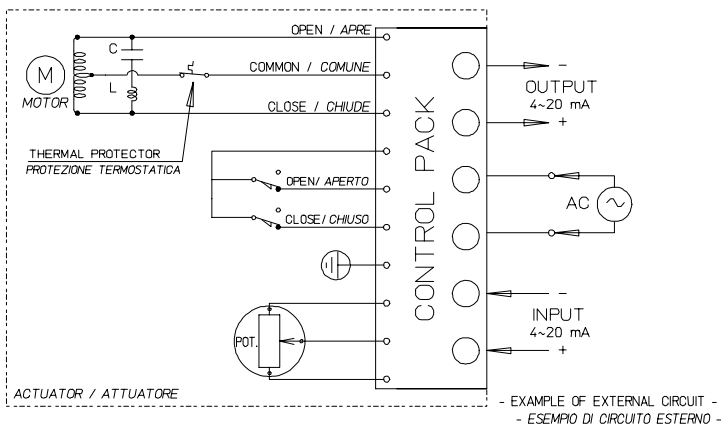 OPEN / APRE
C
COMMON / COMUNE
M
MOTOR
L
OUTPUT
4~20 mA
−
+
CLOSE / CHIUDE
THERMAL PROTECTOR
PROTEZIONE TERMOSTATICA
CONTROL PACK
OPEN/ APERTO
AC
CLOSE/ CHIUSO
−
INPUT
4~20 mA
+
POT.
ACTUATOR / ATTUATORE
- EXAMPLE OF EXTERNAL CIRCUIT -
- ESEMPIO DI CIRCUITO ESTERNO -